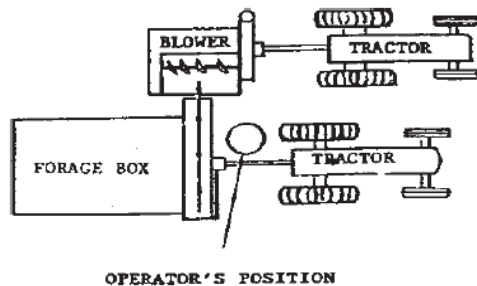 BLOWER
TRACTOR
FORAGE BOX
TRACTOR
OPERATOR'S POSITION